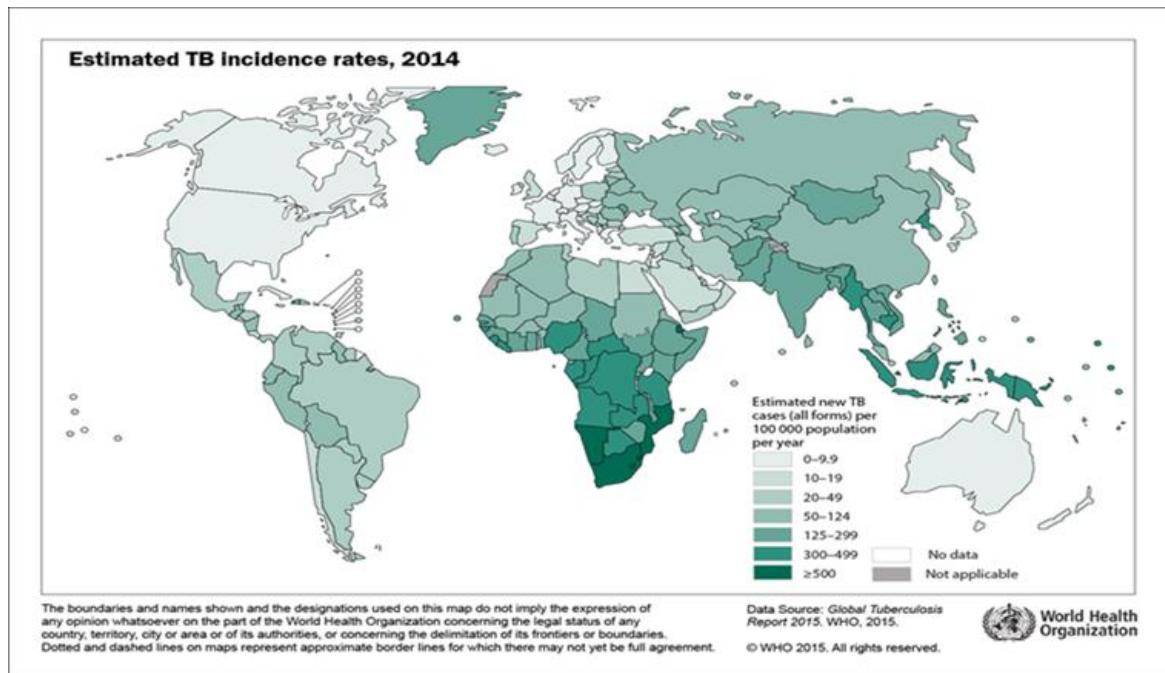 Estimated TB incidence rates, 2014
Estimated new TB
cases (all forms) per
100 000 population
per year
0–9.9
10–19
20–49
50–124
125–299
300–499
≥500
No data
Not applicable
The boundaries and names shown and the designations used on this map do not imply the expression of
any opinion whatsoever on the part of the World Health Organization concerning the legal status of any
country, territory, city or area or of its authorities, or concerning the delimitation of its frontiers or boundaries.
Dotted and dashed lines on maps represent approximate border lines for which there may not yet be full agreement.
Data Source: Global Tuberculosis
Report 2015. WHO, 2015.
© WHO 2015. All rights reserved.
World Health
Organization